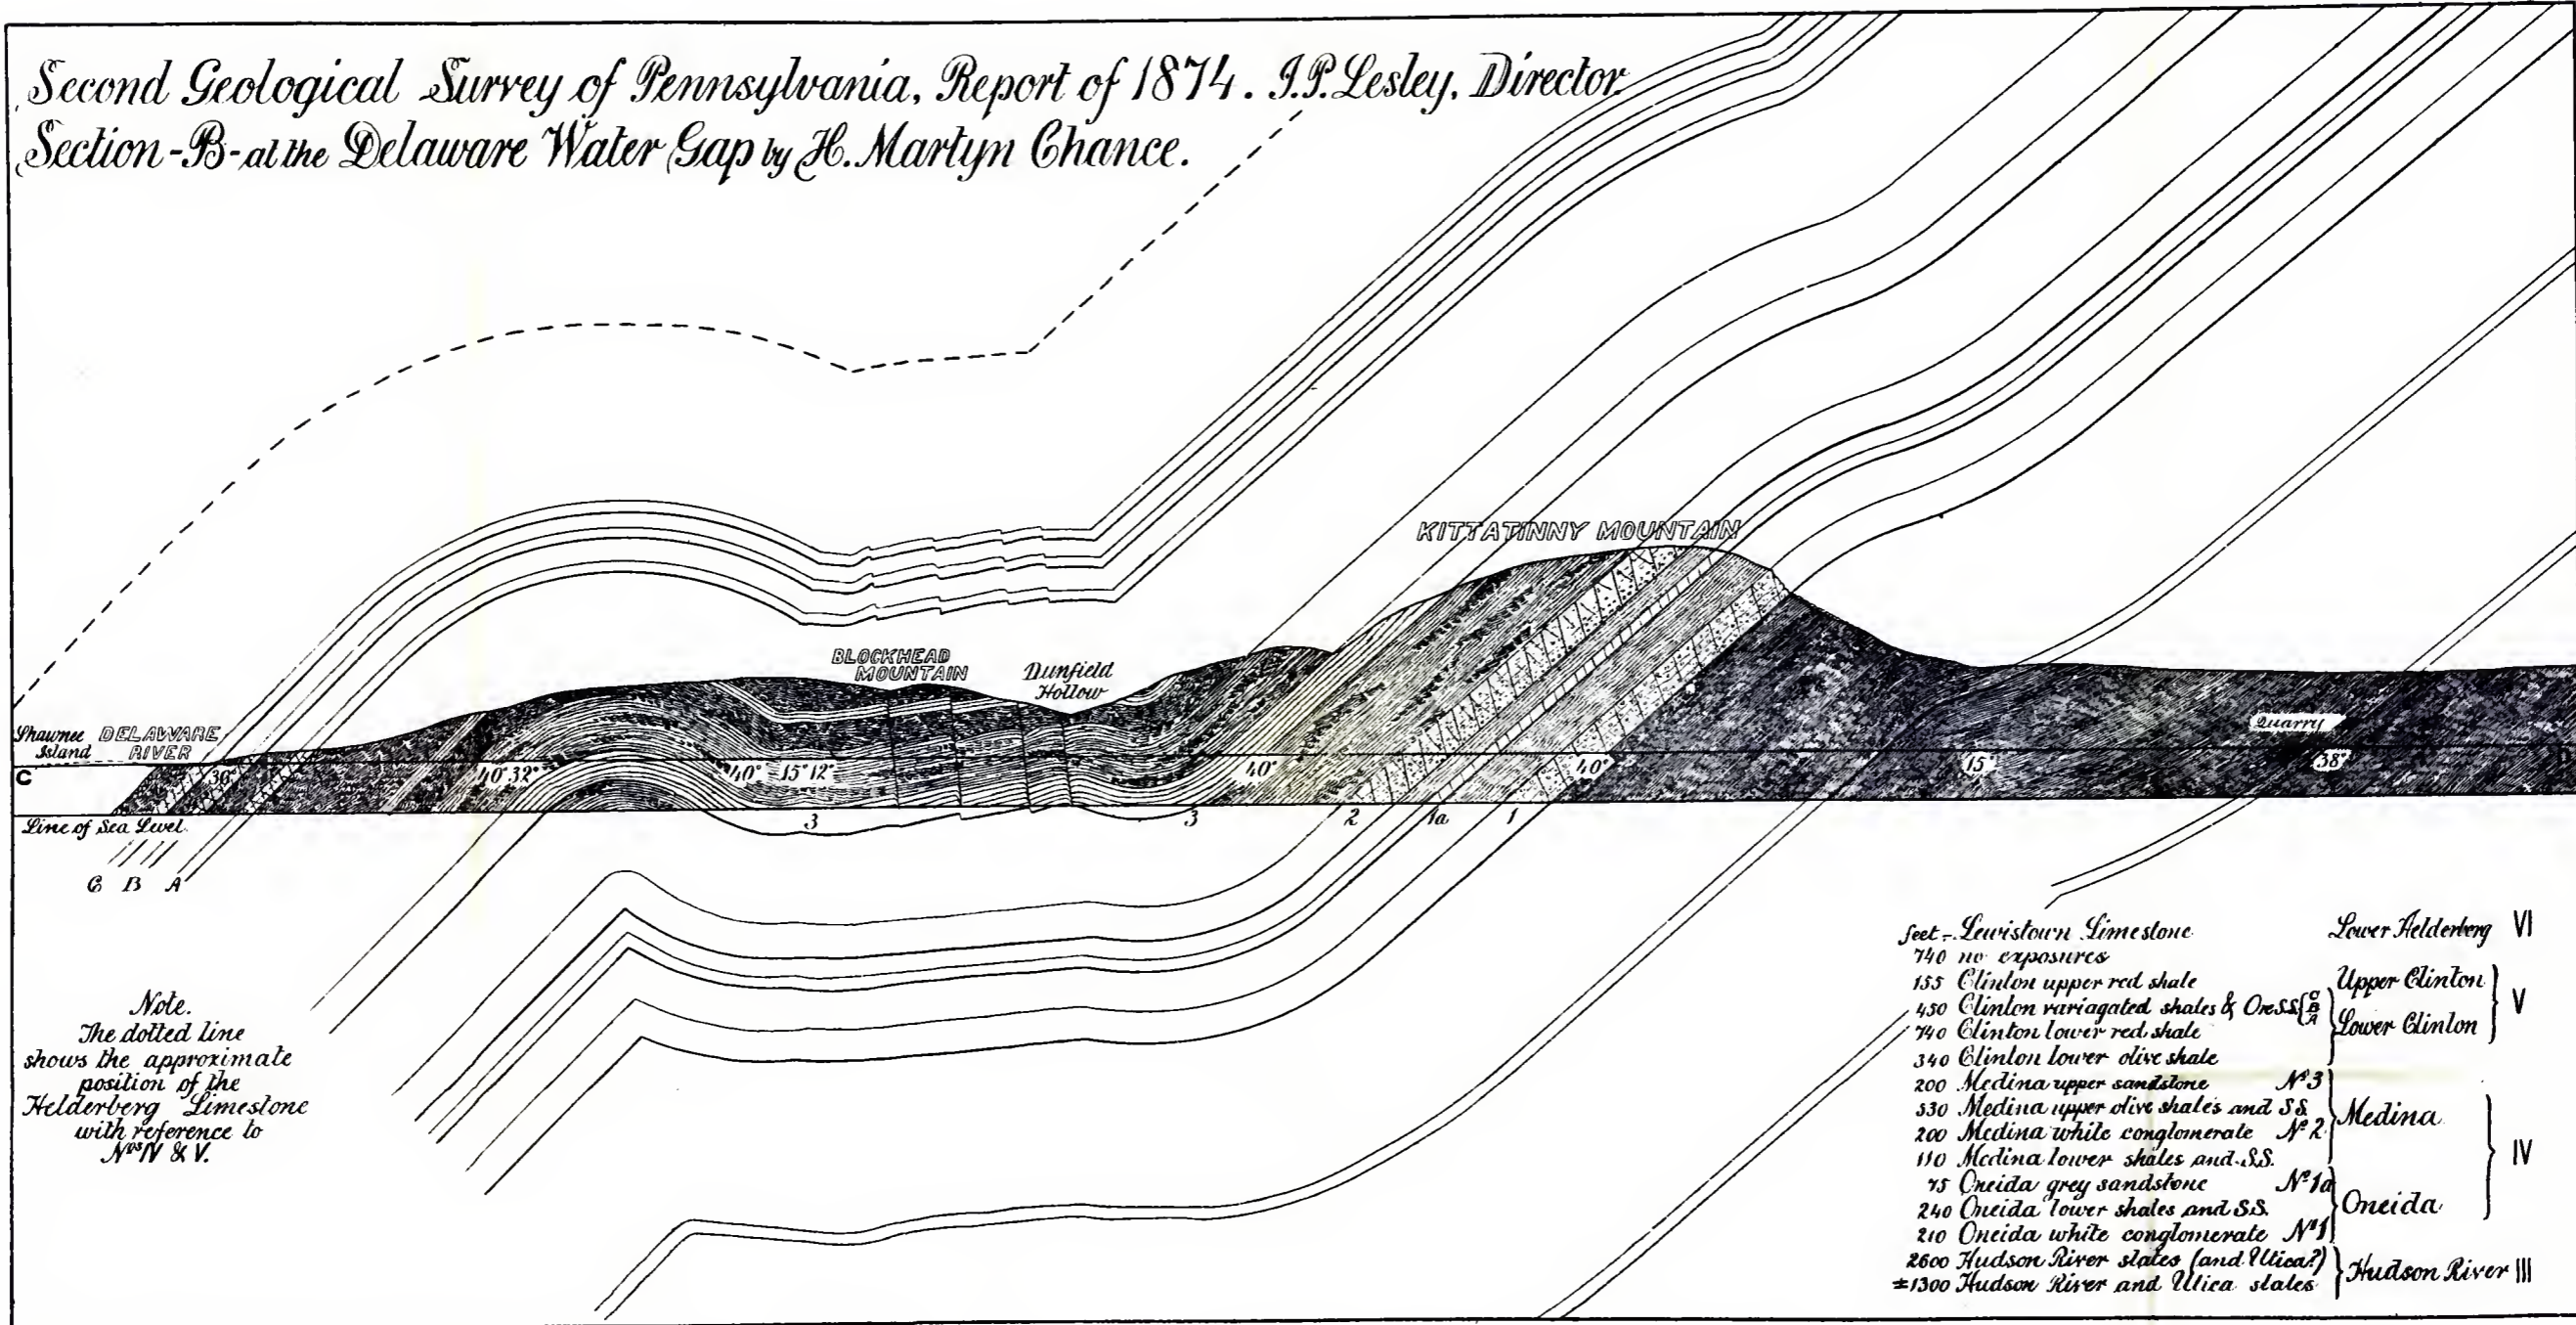 Second Geological Survey of Pennsylvania, Report of 1874. J.P. Lesley, Director.
Section-B-at the Delaware Water Gap by H. Martyn Chance.
KITTATINNY MOUNTAIN
BLOCKHEAD
MOUNTAIN
Dunfield
Hollow
Shawnee
Island
DELAWARE
RIVER
Quarry
C
36°
40° 32°
40°
15° 12°
40°
40°
15°
38°
Line of Sea Level.
3
3
2
1a
1
C B A
Note.
The dotted line
shows the approximate
position of the
Helderberg Limestone
with reference to
Nos IV & V.
feet - Lewistown Limestone Lower Helderberg VI
740 no exposures
155 Clinton upper red shale Upper Clinton
450 Clinton variagated shales & Ore S.S. { C B A
V
740 Clinton lower red shale Lower Clinton
340 Clinton lower olive shale
200 Medina upper sandstone No 3
530 Medina upper olive shales and S.S. Medina
200 Medina white conglomerate No 2
110 Medina lower shales and S.S. IV
75 Oneida grey sandstone No 1a
240 Oneida lower shales and S.S. Oneida
210 Oneida white conglomerate No 1
2600 Hudson River slates (and Utica?)
±1300 Hudson River and Utica slates Hudson River III